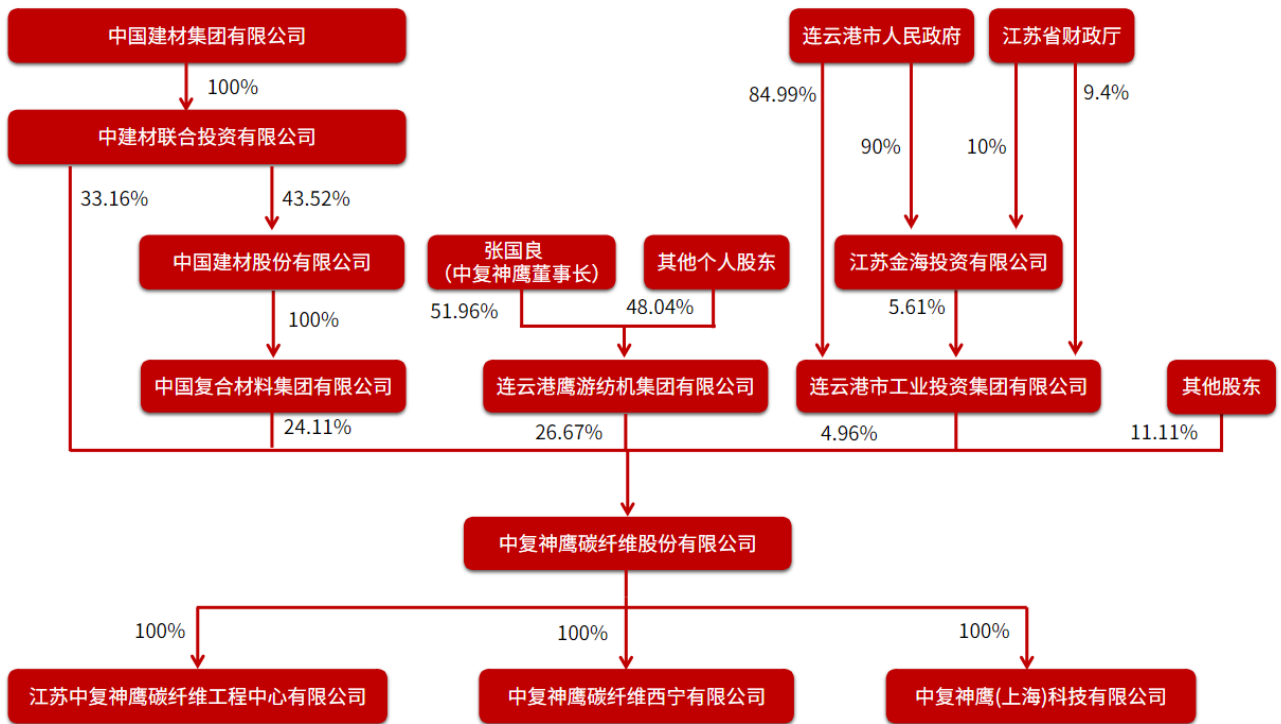 中国建材集团有限公司
连云港市人民政府
江苏省财政厅
100%
84.99%
9.4%
中建材联合投资有限公司
90%
10%
33.16%
43.52%
中国建材股份有限公司
张国良
（中复神鹰董事长）
其他个人股东
江苏金海投资有限公司
51.96%
48.04%
5.61%
100%
中国复合材料集团有限公司
连云港鹰游纺机集团有限公司
连云港市工业投资集团有限公司
其他股东
24.11%
26.67%
4.96%
11.11%
中复神鹰碳纤维股份有限公司
100%
100%
100%
江苏中复神鹰碳纤维工程中心有限公司
中复神鹰碳纤维西宁有限公司
中复神鹰(上海)科技有限公司